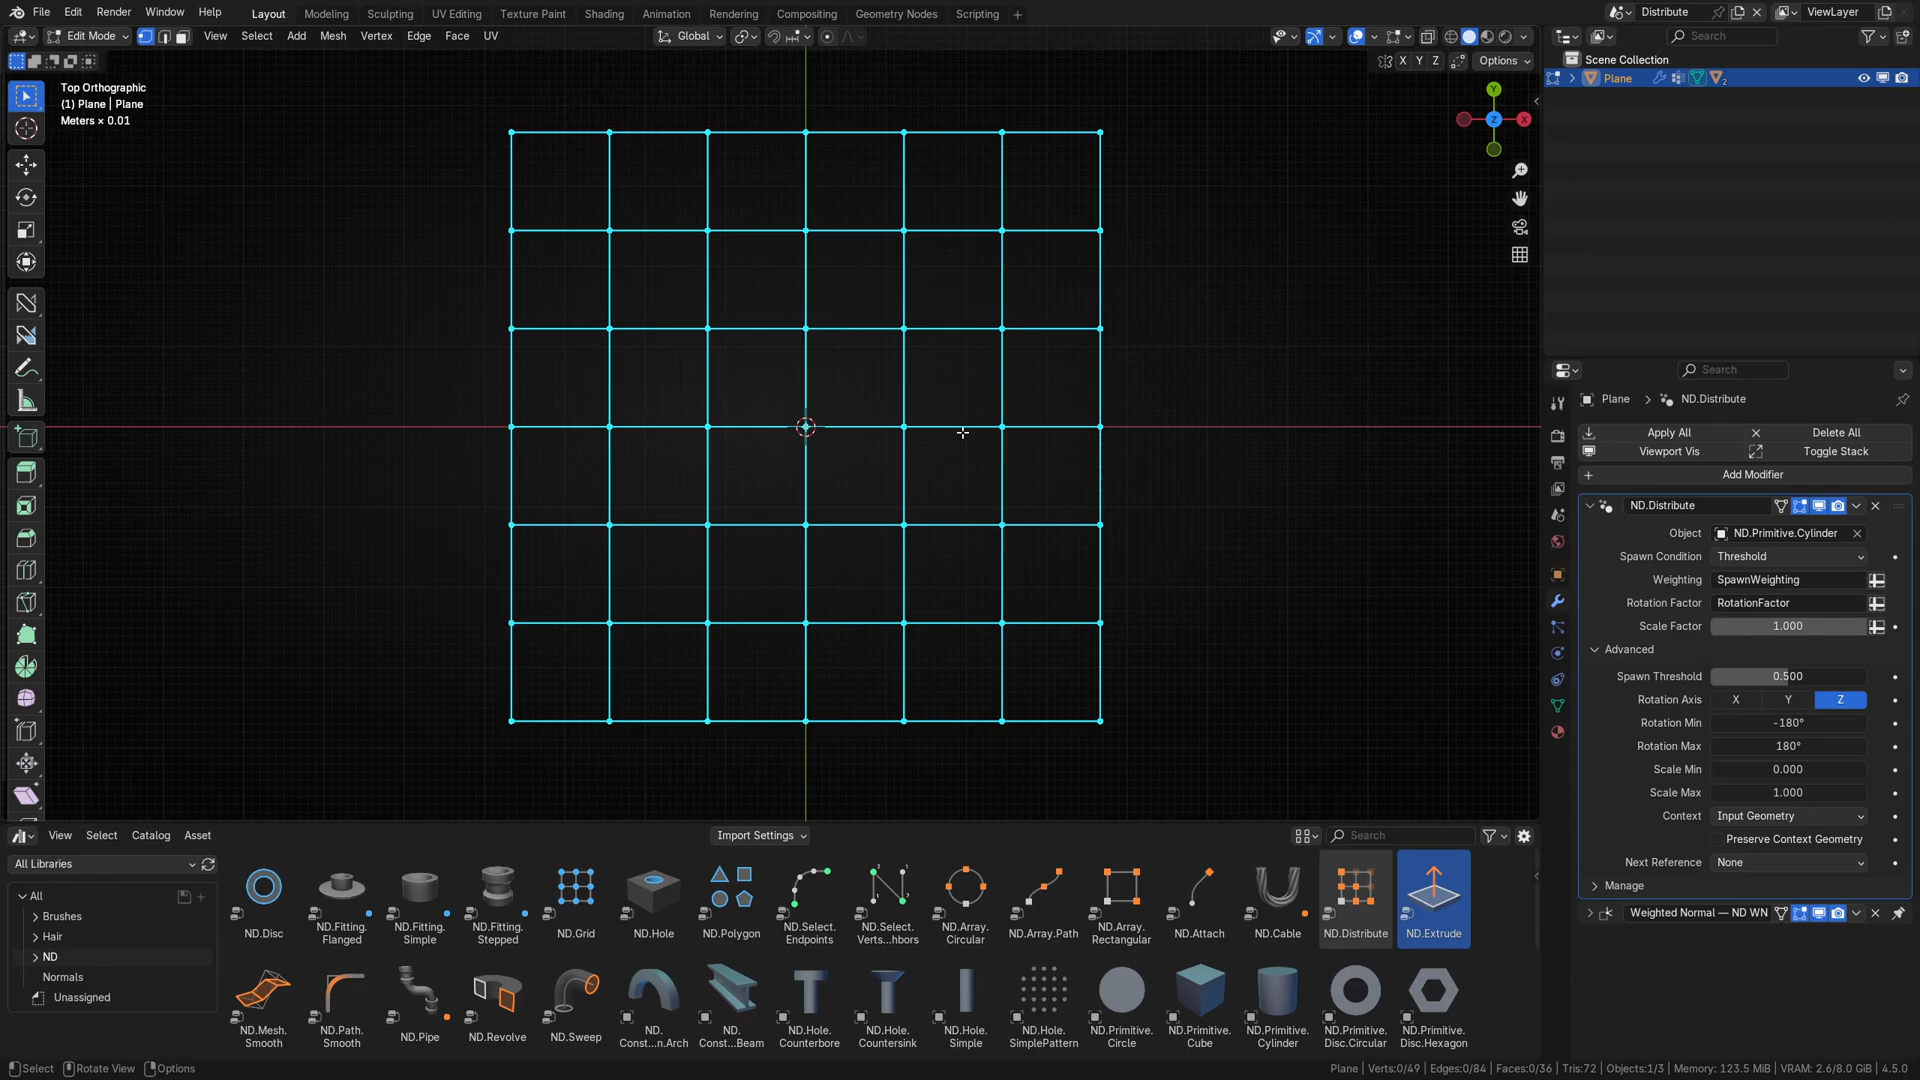 File Edit Render Window Help Layout Modeling Sculpting UV Editing Texture Paint Shading Animation Rendering Compositing Geometry Nodes Scripting + Distribute ViewLayer
Edit Mode View Select Add Mesh Vertex Edge Face UV Global Search
X Y Z Options Scene Collection
Plane 2
Top Orthographic
(1) Plane | Plane
Meters × 0.01
Y
Z X
Search
Plane > ND.Distribute
Apply All Delete All
Viewport Vis Toggle Stack
Add Modifier
ND.Distribute
Object ND.Primitive.Cylinder
Spawn Condition Threshold
Weighting SpawnWeighting
Rotation Factor RotationFactor
Scale Factor 1.000
Advanced
Spawn Threshold 0.500
Rotation Axis X Y Z
Rotation Min -180°
Rotation Max 180°
Scale Min 0.000
Scale Max 1.000
Context Input Geometry
Preserve Context Geometry
Next Reference None
Manage
Weighted Normal — ND WN
View Select Catalog Asset Import Settings Search
All Libraries
All
Brushes
Hair
ND
Normals
Unassigned
ND.Disc
ND.Fitting.
Flanged
ND.Fitting.
Simple
ND.Fitting.
Stepped
ND.Grid
ND.Hole
ND.Polygon
ND.Select.
Endpoints
ND.Select.
Verts...hbors
ND.Array.
Circular
ND.Array.Path
ND.Array.
Rectangular
ND.Attach
ND.Cable
ND.Distribute
ND.Extrude
ND.Mesh.
Smooth
ND.Path.
Smooth
ND.Pipe
ND.Revolve
ND.Sweep
ND.
Const...n.Arch
ND.
Const....Beam
ND.Hole.
Counterbore
ND.Hole.
Countersink
ND.Hole.
Simple
ND.Hole.
SimplePattern
ND.Primitive.
Circle
ND.Primitive.
Cube
ND.Primitive.
Cylinder
ND.Primitive.
Disc.Circular
ND.Primitive.
Disc.Hexagon
Select Rotate View Options Plane | Verts:0/49 | Edges:0/84 | Faces:0/36 | Tris:72 | Objects:1/3 | Memory: 123.5 MiB | VRAM: 2.6/8.0 GiB | 4.5.0